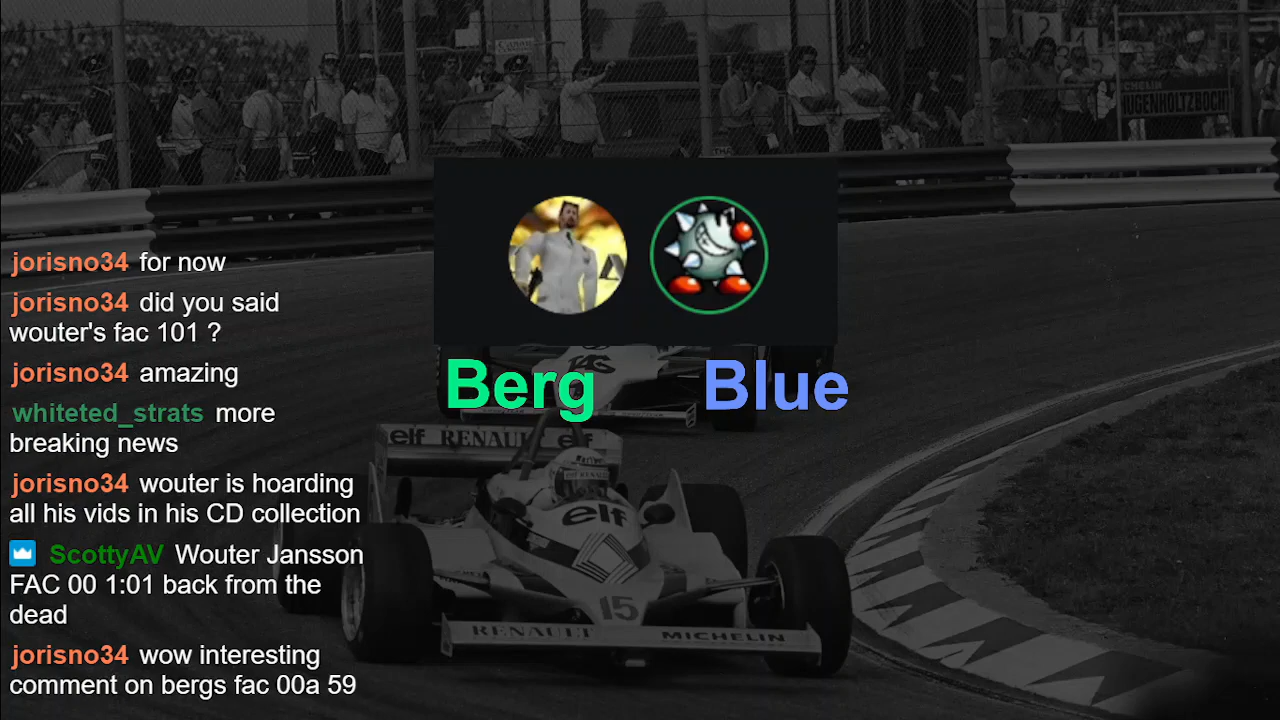 MICHELIN
UGENHOLTZBOCH
jorisno34 for now
jorisno34 did you said
wouter's fac 101 ?
jorisno34 amazing
whiteted_strats more
breaking news
jorisno34 wouter is hoarding
all his vids in his CD collection
ScottyAV Wouter Jansson
FAC 00 1:01 back from the
dead
jorisno34 wow interesting
comment on bergs fac 00a 59
Berg Blue
elf RENAULT elf
elf
15
RENAULT MICHELIN